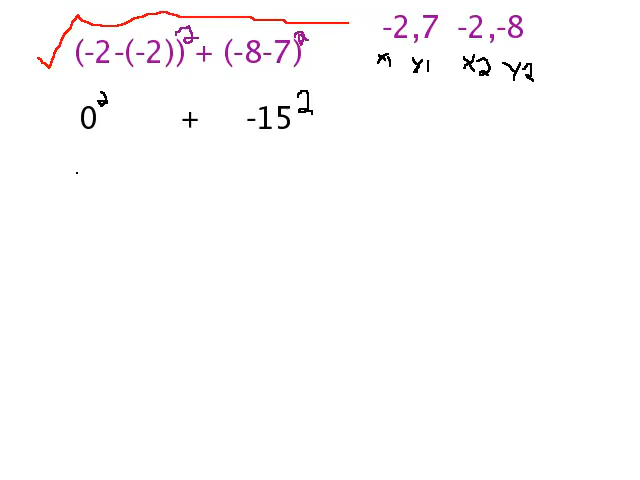 √(-2-(-2))² + (-8-7)² -2,7 -2,-8
x1 y1 x2 y2
0² + -15²